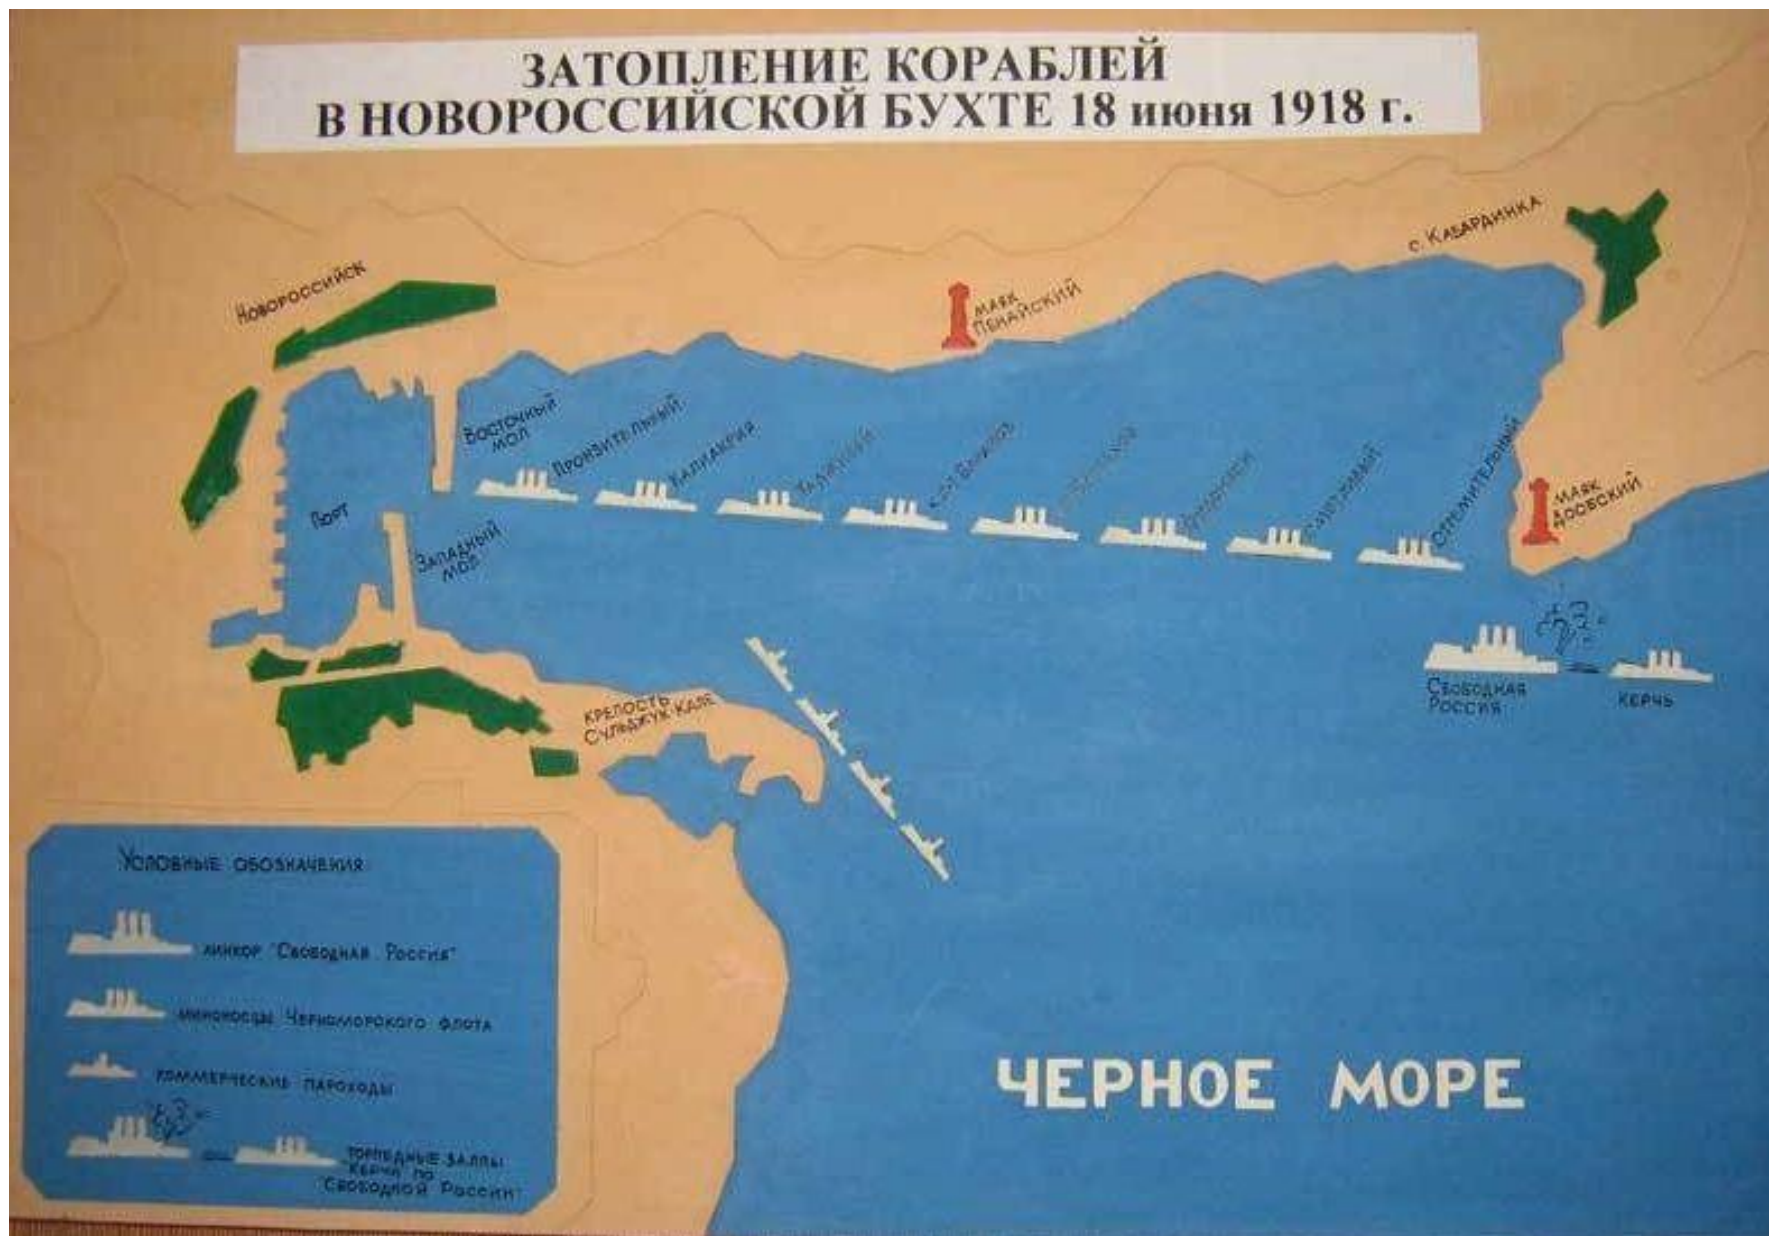 ЗАТОПЛЕНИЕ КОРАБЛЕЙ
В НОВОРОССИЙСКОЙ БУХТЕ 18 июня 1918 г.
с. КАБАРДИНКА
НОВОРОССИЙСК
МАЯК
ПЕНАЙСКИЙ
ВОСТОЧНЫЙ
МОЛ
ПРОНЗИТЕЛЬНЫЙ
КАЛИАКРИЯ
СТРЕМИТЕЛЬНЫЙ
МАЯК
ДООБСКИЙ
ПОРТ
ЗАПАДНЫЙ
МОЛ
СВОБОДНАЯ
РОССИЯ
КЕРЧЬ
КРЕПОСТЬ
СУЛЬДЖУК-КАЛЕ
УСЛОВНЫЕ ОБОЗНАЧЕНИЯ
ЛИНКОР "СВОБОДНАЯ РОССИЯ"
МИНОНОСЦЫ ЧЕРНОМОРСКОГО ФЛОТА
КОММЕРЧЕСКИЕ ПАРОХОДЫ
ТОРПЕДНЫЕ ЗАЛПЫ
КЕРЧИ ПО
"СВОБОДНОЙ РОССИИ"
ЧЕРНОЕ МОРЕ